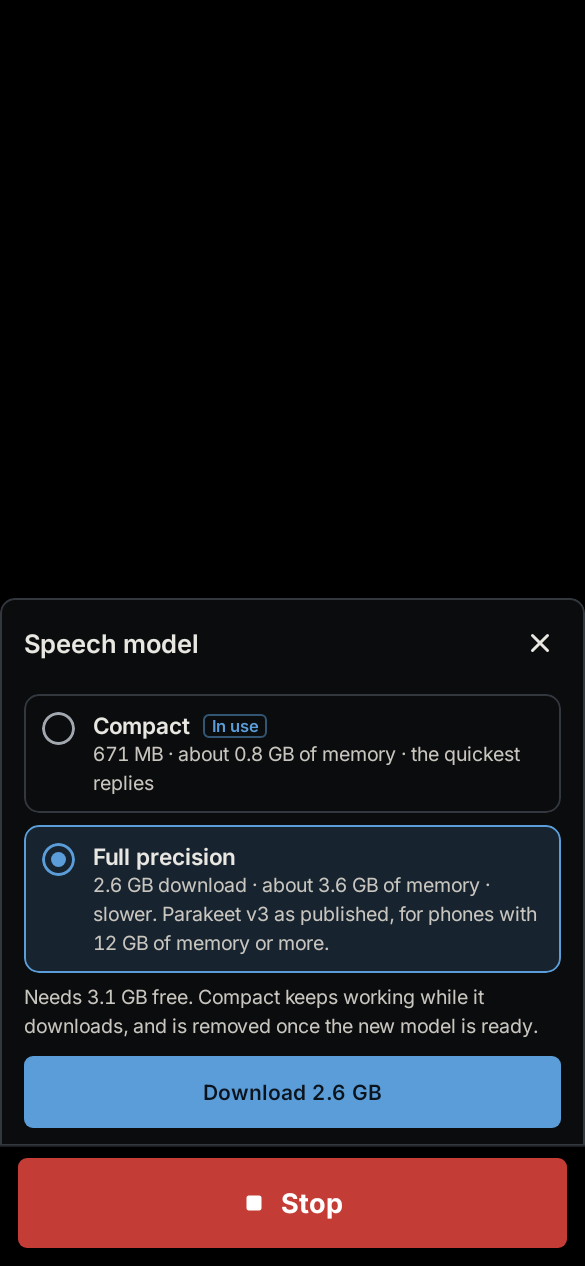 Speech model
Compact In use
671 MB · about 0.8 GB of memory · the quickest
replies
Full precision
2.6 GB download · about 3.6 GB of memory ·
slower. Parakeet v3 as published, for phones with
12 GB of memory or more.
Needs 3.1 GB free. Compact keeps working while it
downloads, and is removed once the new model is ready.
Download 2.6 GB
Stop